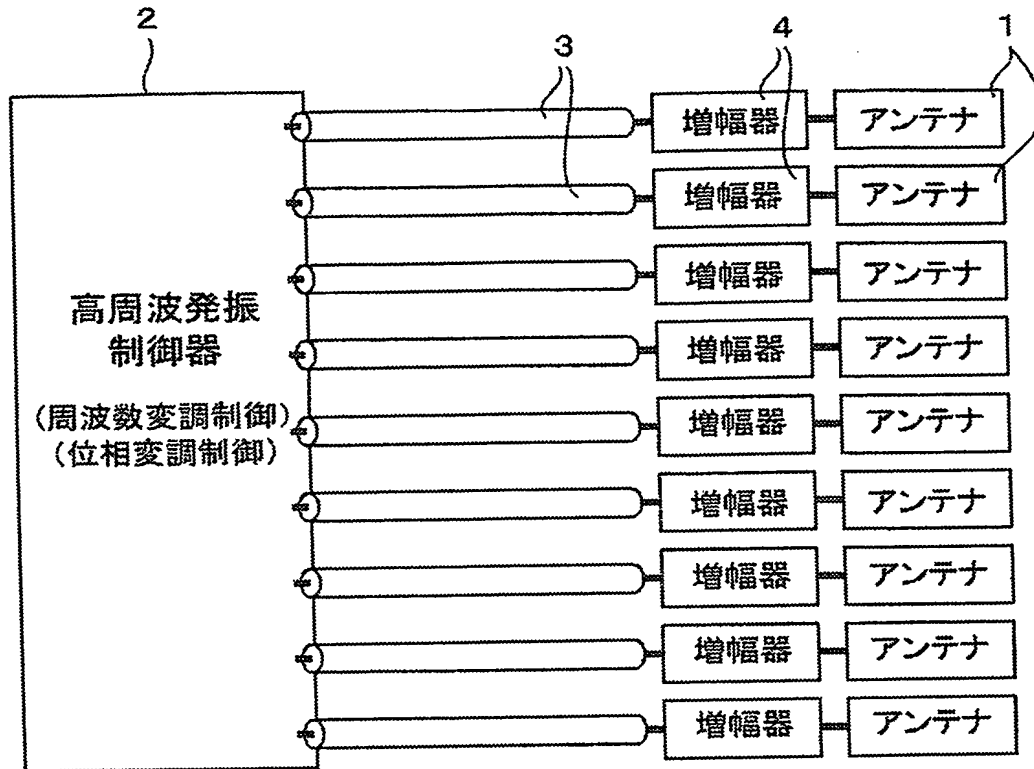 2
3
4
1
高周波発振
制御器
(周波数変調制御)
(位相変調制御)
増幅器 アンテナ
増幅器 アンテナ
増幅器 アンテナ
増幅器 アンテナ
増幅器 アンテナ
増幅器 アンテナ
増幅器 アンテナ
増幅器 アンテナ
増幅器 アンテナ